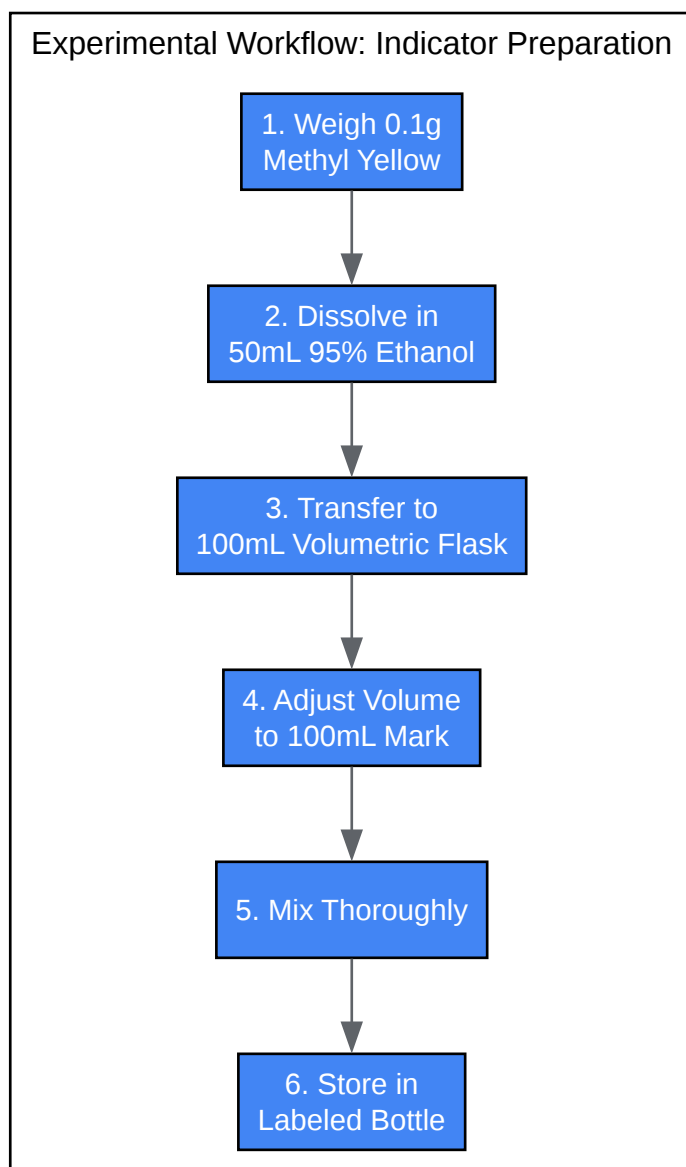 Experimental Workflow: Indicator Preparation
1. Weigh 0.1g
Methyl Yellow
2. Dissolve in
50mL 95% Ethanol
3. Transfer to
100mL Volumetric Flask
4. Adjust Volume
to 100mL Mark
5. Mix Thoroughly
6. Store in
Labeled Bottle